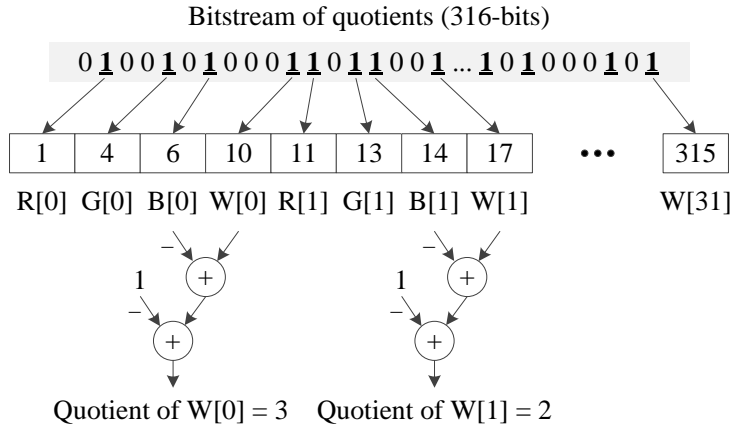 Bitstream of quotients (316-bits)
0 1 0 0 1 0 1 0 0 0 1 1 0 1 1 0 0 1 ... 1 0 1 0 0 0 1 0 1
1 4 6 10 11 13 14 17 ••• 315
R[0] G[0] B[0] W[0] R[1] G[1] B[1] W[1] W[31]
− −
+ +
1 1
− −
+ +
Quotient of W[0] = 3 Quotient of W[1] = 2